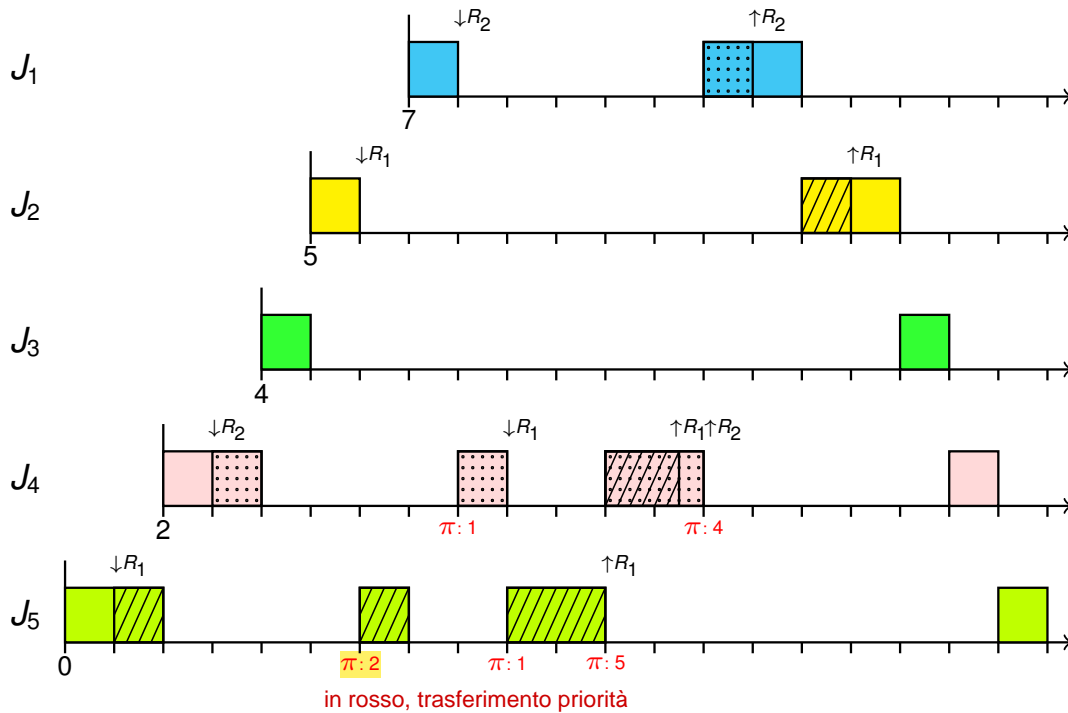 ↓R2 ↑R2
J1
7
↓R1 ↑R1
J2
5
J3
4
↓R2 ↓R1 ↑R1↑R2
J4
2 π: 1 π: 4
↓R1 ↑R1
J5
0 π: 2 π: 1 π: 5
in rosso, trasferimento priorità